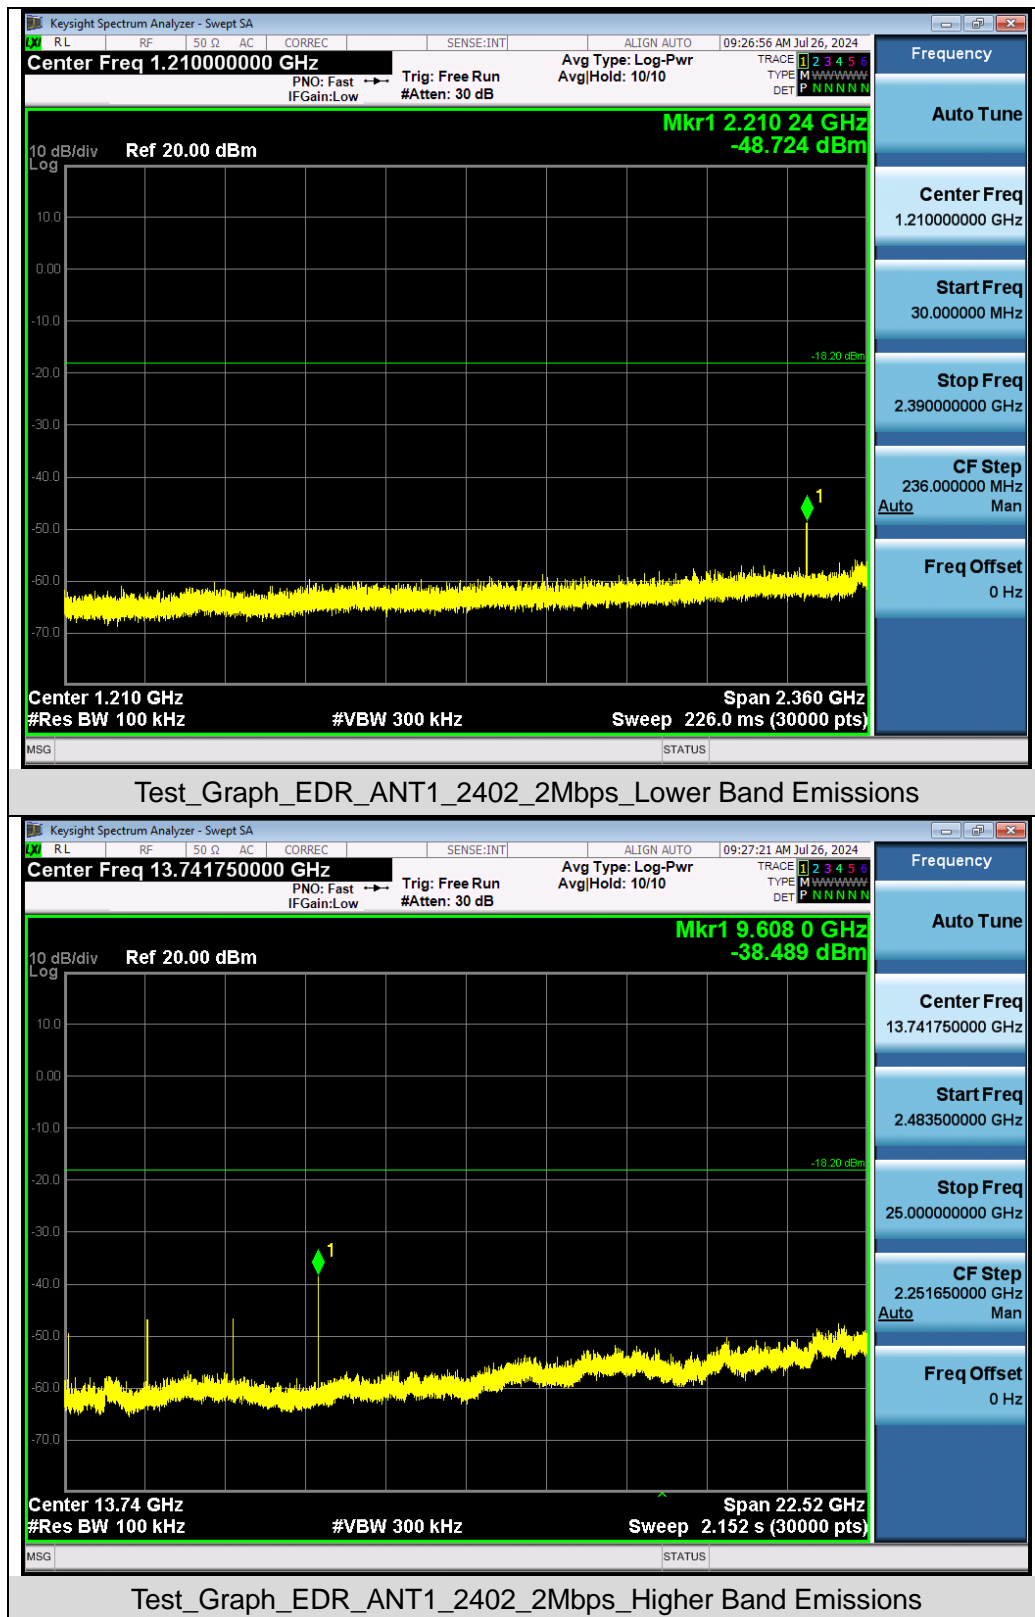 Keysight Spectrum Analyzer - Swept SA
LXI RL RF 50 Ω AC CORREC SENSE:INT ALIGN AUTO 09:26:56 AM Jul 26, 2024
Center Freq 1.210000000 GHz
PNO: Fast
IFGain:Low
Trig: Free Run
#Atten: 30 dB
Avg Type: Log-Pwr
Avg|Hold: 10/10
TRACE 1 2 3 4 5 6
TYPE M WWWWW
DET P N N N N N
Mkr1 2.210 24 GHz
-48.724 dBm
10 dB/div Ref 20.00 dBm
Log
10.0
0.00
-10.0
-18.20 dBm
-20.0
-30.0
-40.0
1
-50.0
-60.0
-70.0
Center 1.210 GHz Span 2.360 GHz
#Res BW 100 kHz #VBW 300 kHz Sweep 226.0 ms (30000 pts)
MSG STATUS
Frequency
Auto Tune
Center Freq
1.210000000 GHz
Start Freq
30.000000 MHz
Stop Freq
2.390000000 GHz
CF Step
236.000000 MHz
Auto Man
Freq Offset
0 Hz
Test_Graph_EDR_ANT1_2402_2Mbps_Lower Band Emissions
Keysight Spectrum Analyzer - Swept SA
LXI RL RF 50 Ω AC CORREC SENSE:INT ALIGN AUTO 09:27:21 AM Jul 26, 2024
Center Freq 13.741750000 GHz
PNO: Fast
IFGain:Low
Trig: Free Run
#Atten: 30 dB
Avg Type: Log-Pwr
Avg|Hold: 10/10
TRACE 1 2 3 4 5 6
TYPE M WWWWW
DET P N N N N N
Mkr1 9.608 0 GHz
-38.489 dBm
10 dB/div Ref 20.00 dBm
Log
10.0
0.00
-10.0
-18.20 dBm
-20.0
-30.0
1
-40.0
-50.0
-60.0
-70.0
Center 13.74 GHz Span 22.52 GHz
#Res BW 100 kHz #VBW 300 kHz Sweep 2.152 s (30000 pts)
MSG STATUS
Frequency
Auto Tune
Center Freq
13.741750000 GHz
Start Freq
2.483500000 GHz
Stop Freq
25.000000000 GHz
CF Step
2.251650000 GHz
Auto Man
Freq Offset
0 Hz
Test_Graph_EDR_ANT1_2402_2Mbps_Higher Band Emissions